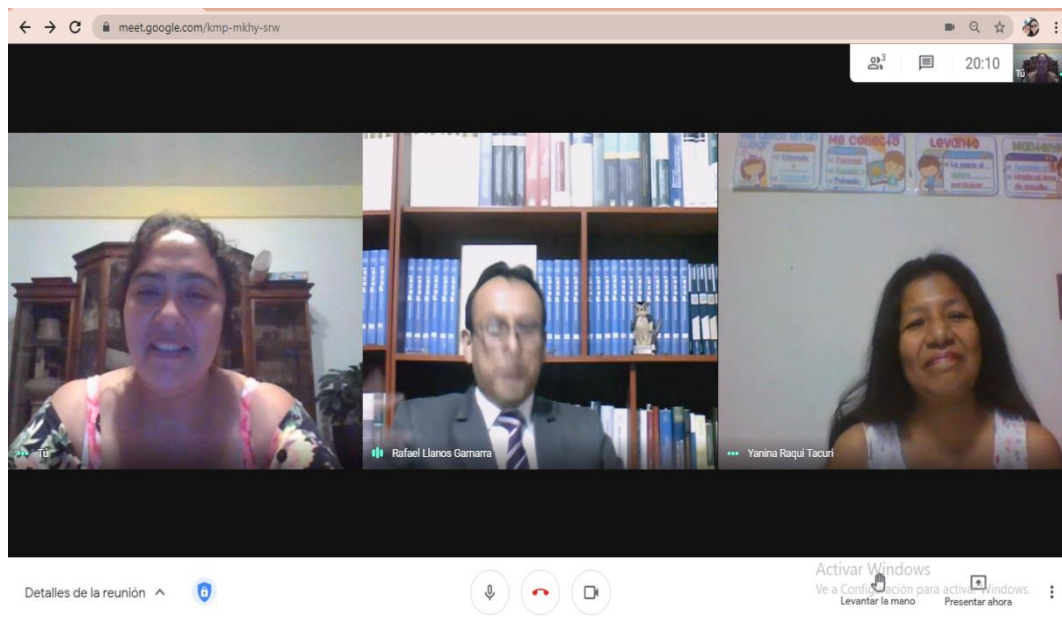 meet.google.com/kmp-mkhy-srw
3
20:10
Tú
Me conecto
Levanto
Tú
Rafael Llanos Gamarra
Yanina Raqui Tacuri
Activar Windows
Ve a Configuración para activar Windows.
Detalles de la reunión
Levantar la mano
Presentar ahora